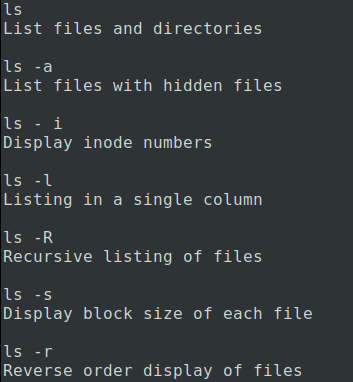 ls
List files and directories
ls -a
List files with hidden files
ls - i
Display inode numbers
ls -l
Listing in a single column
ls -R
Recursive listing of files
ls -s
Display block size of each file
ls -r
Reverse order display of files